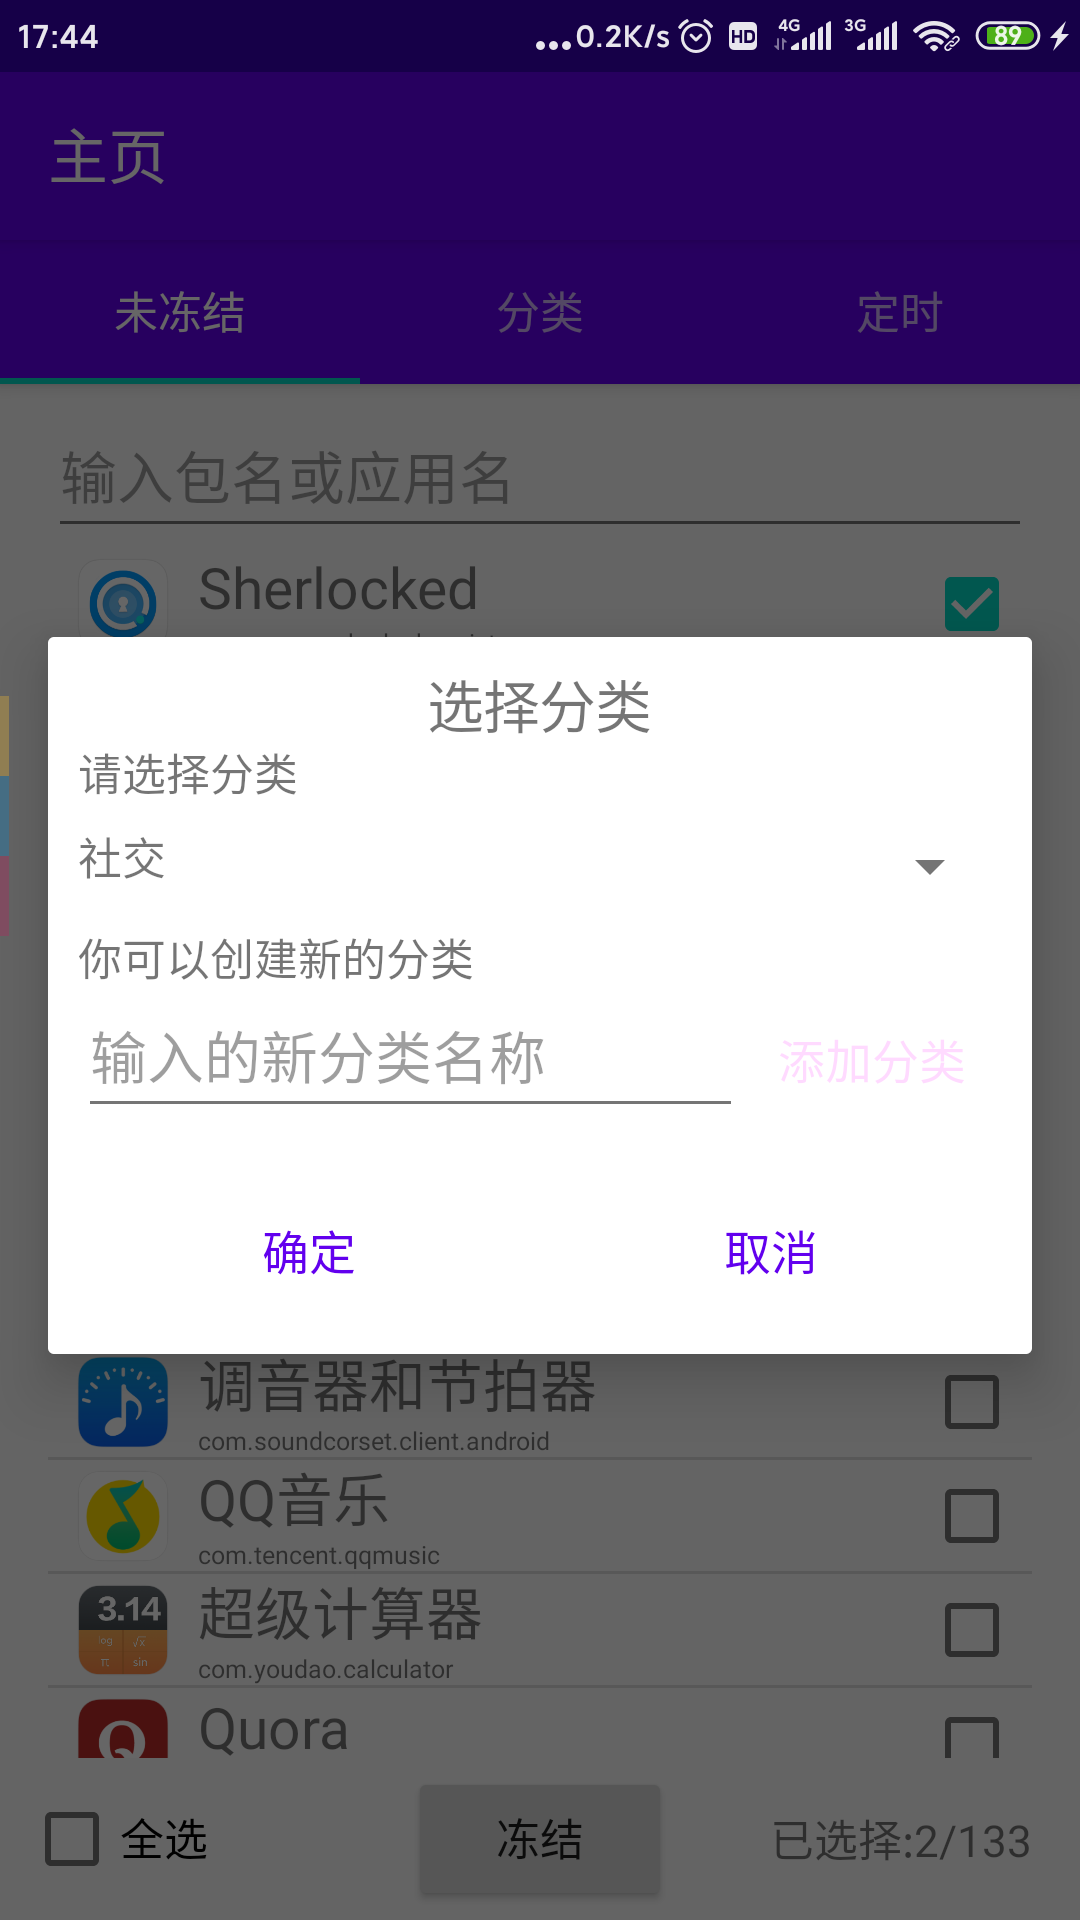 17:44
...0.2K/s HD 4G 3G 89
主页
未冻结 分类 定时
输入包名或应用名
Sherlocked
选择分类
请选择分类
社交
你可以创建新的分类
输入的新分类名称 添加分类
确定 取消
调音器和节拍器
com.soundcorset.client.android
QQ音乐
com.tencent.qqmusic
3.14
log √x
π sin
超级计算器
com.youdao.calculator
Q
Quora
全选 冻结 已选择:2/133